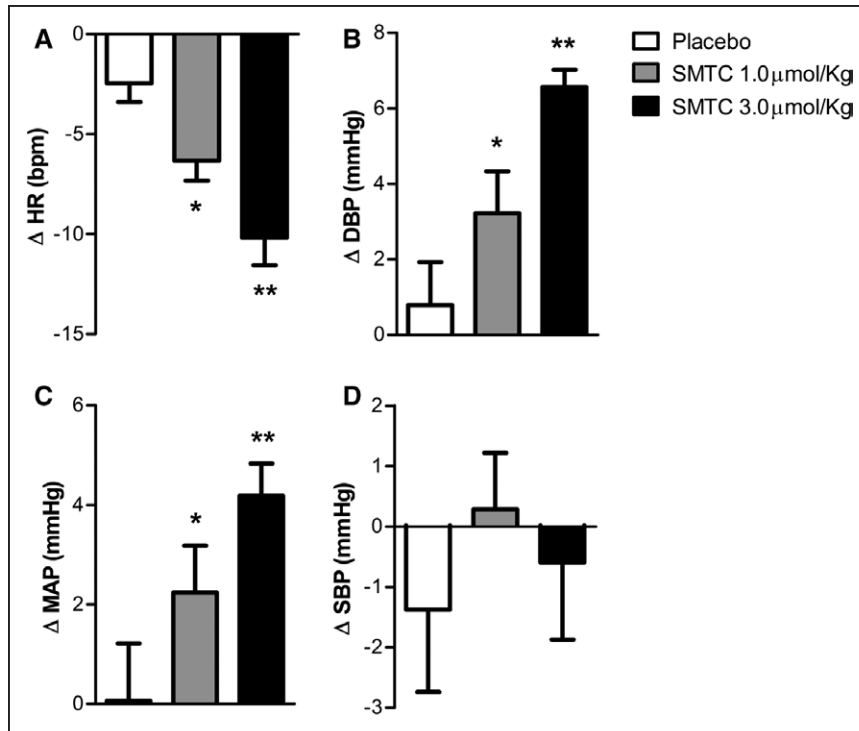 A
B
Placebo
SMTC 1.0μmol/Kg
SMTC 3.0μmol/Kg
Δ HR (bpm)
0
-5
-10
-15
*
**
Δ DBP (mmHg)
8
6
4
2
0
*
**
C
D
Δ MAP (mmHg)
6
4
2
0
*
**
Δ SBP (mmHg)
2
1
0
-1
-2
-3